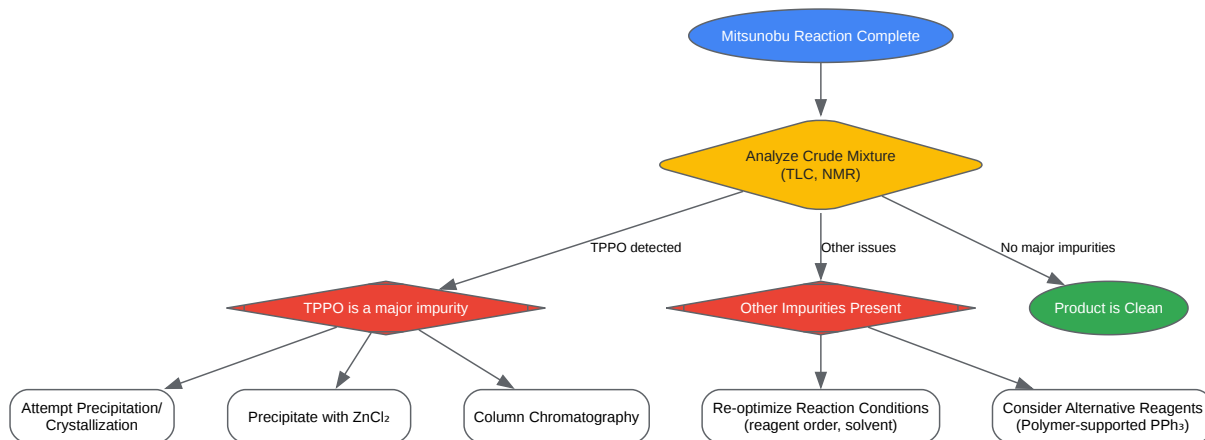 Mitsunobu Reaction Complete
Analyze Crude Mixture
(TLC, NMR)
TPPO detected
Other issues
No major impurities
TPPO is a major impurity
Other Impurities Present
Product is Clean
Attempt Precipitation/
Crystallization
Precipitate with ZnCl₂
Column Chromatography
Re-optimize Reaction Conditions
(reagent order, solvent)
Consider Alternative Reagents
(Polymer-supported PPh₃)